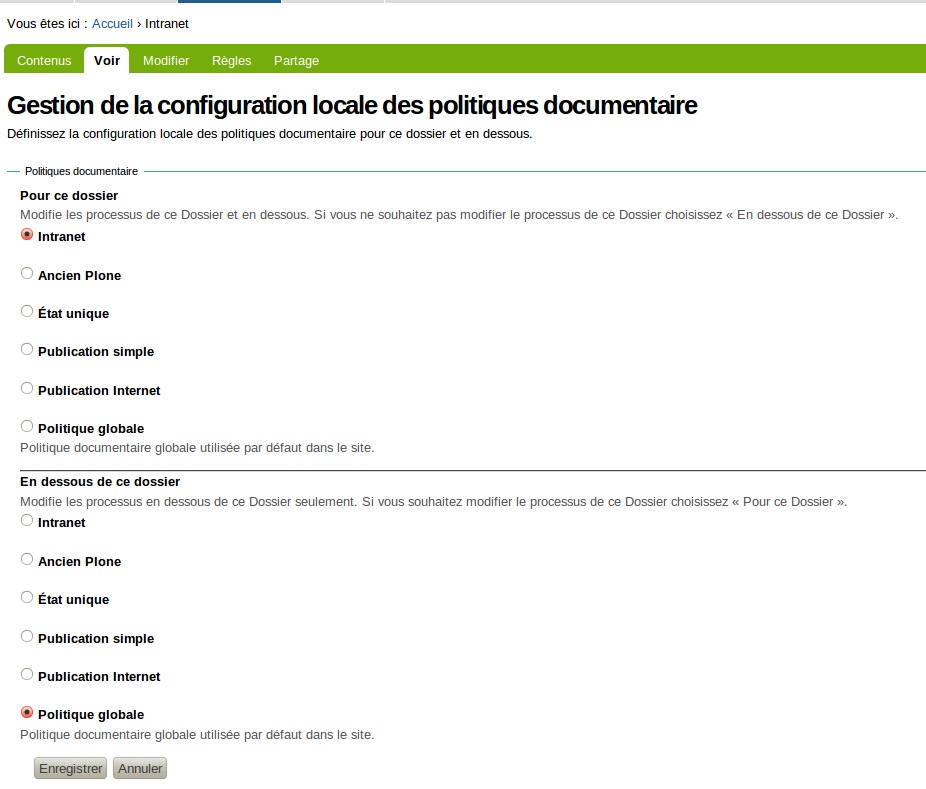 Vous êtes ici : Accueil › Intranet
Contenus Voir Modifier Règles Partage
Gestion de la configuration locale des politiques documentaire
Définissez la configuration locale des politiques documentaire pour ce dossier et en dessous.
Politiques documentaire
Pour ce dossier
Modifie les processus de ce Dossier et en dessous. Si vous ne souhaitez pas modifier le processus de ce Dossier choisissez « En dessous de ce Dossier ».
Intranet
Ancien Plone
État unique
Publication simple
Publication Internet
Politique globale
Politique documentaire globale utilisée par défaut dans le site.
En dessous de ce dossier
Modifie les processus en dessous de ce Dossier seulement. Si vous souhaitez modifier le processus de ce Dossier choisissez « Pour ce Dossier ».
Intranet
Ancien Plone
État unique
Publication simple
Publication Internet
Politique globale
Politique documentaire globale utilisée par défaut dans le site.
Enregistrer Annuler